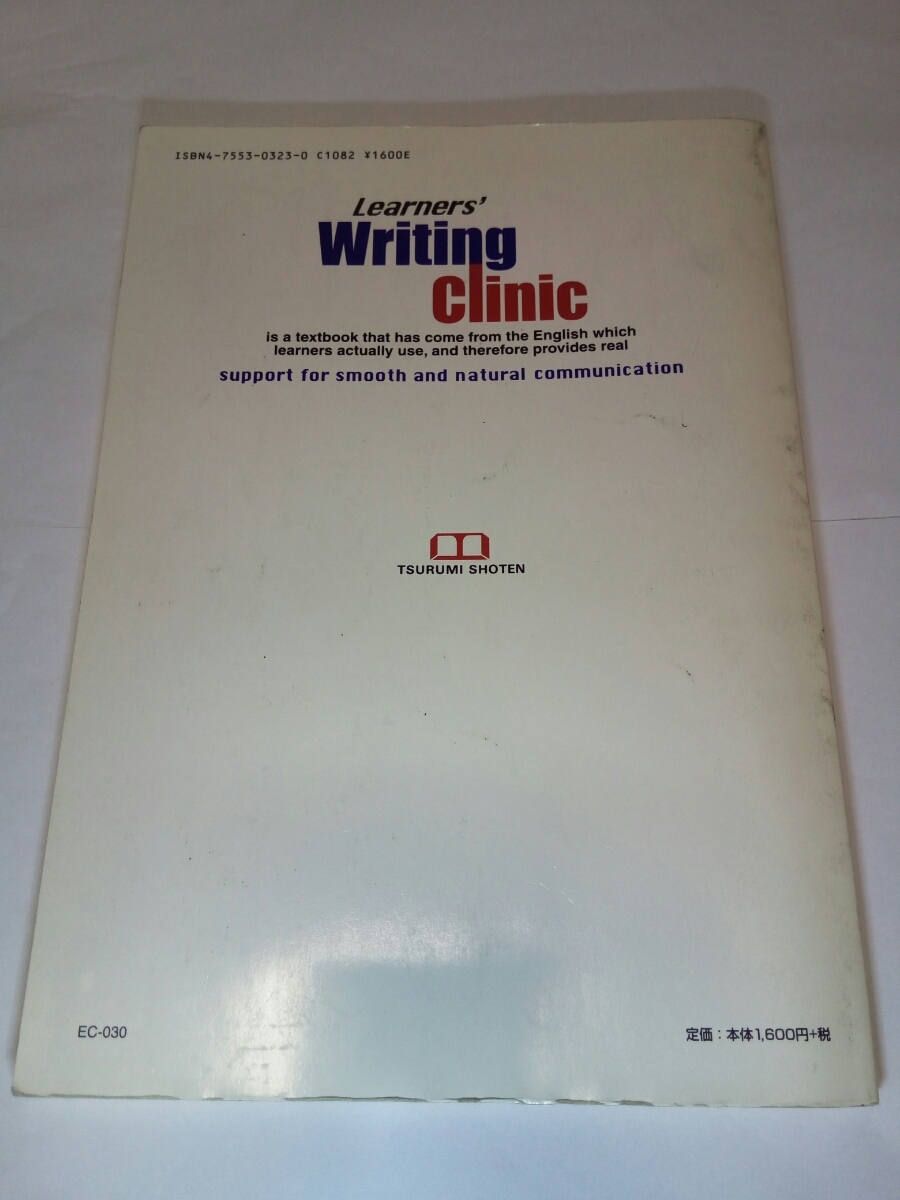 ISBN4-7553-0323-0 C1082 ¥1600E
Learners'
Writing
Clinic
is a textbook that has come from the English which
learners actually use, and therefore provides real
support for smooth and natural communication
TSURUMI SHOTEN
EC-030
定価：本体1,600円+税